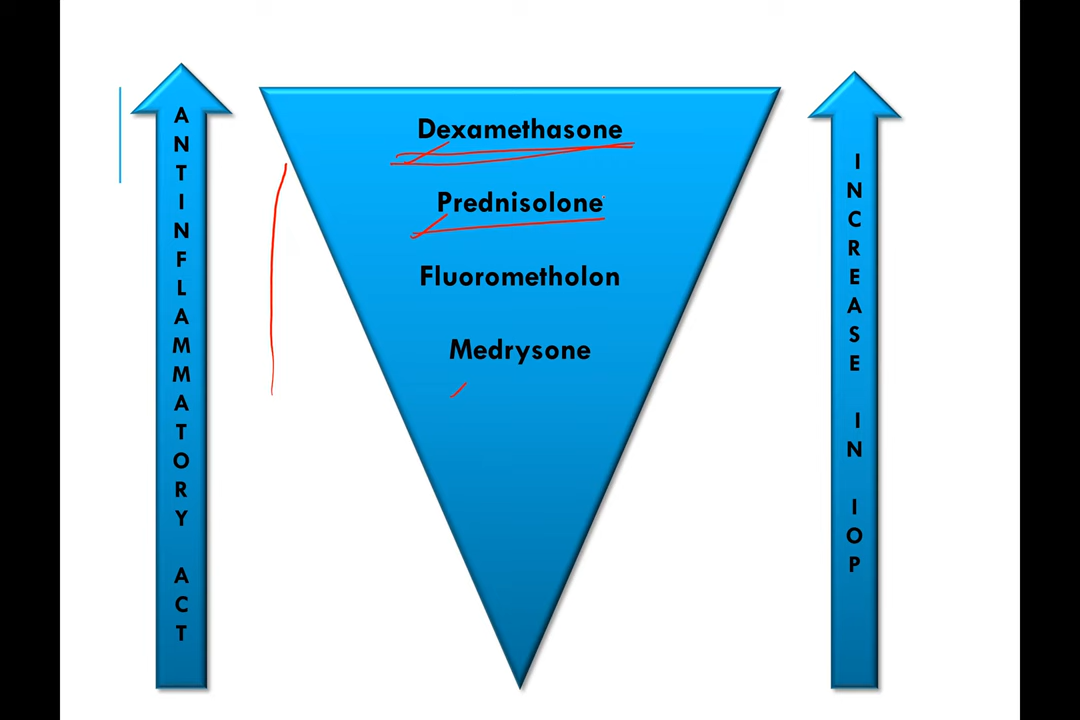 ANTINFLAMMATORY ACT
Dexamethasone
Prednisolone
Fluorometholon
Medrysone
INCREASE IN IOP